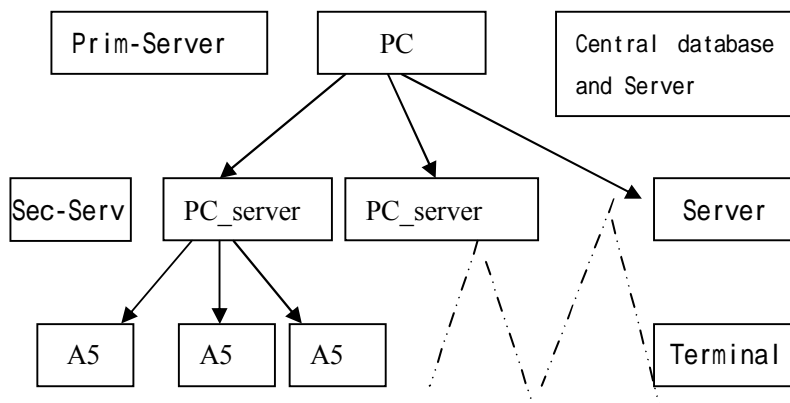 Prim-Server
PC
Central database
and Server
Sec-Serv
PC_server
PC_server
Server
A5
A5
A5
Terminal